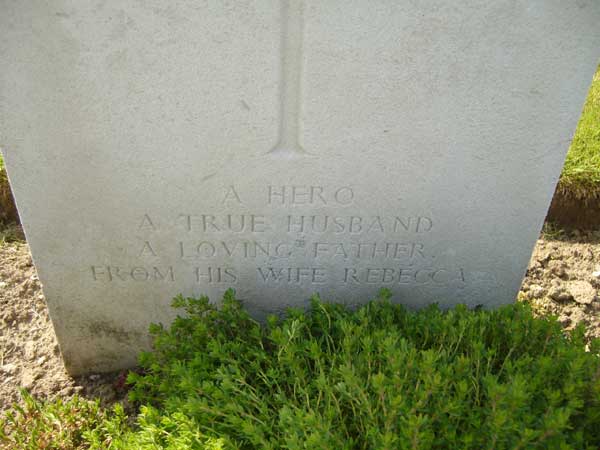 A HERO
A TRUE HUSBAND
A LOVING FATHER.
FROM HIS WIFE REBECCA